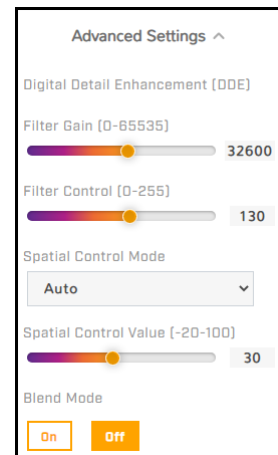 Advanced Settings
Digital Detail Enhancement (DDE)
Filter Gain (0-65535)
32600
Filter Control (0-255)
130
Spatial Control Mode
Auto
Spatial Control Value (-20-100)
30
Blend Mode
On Off